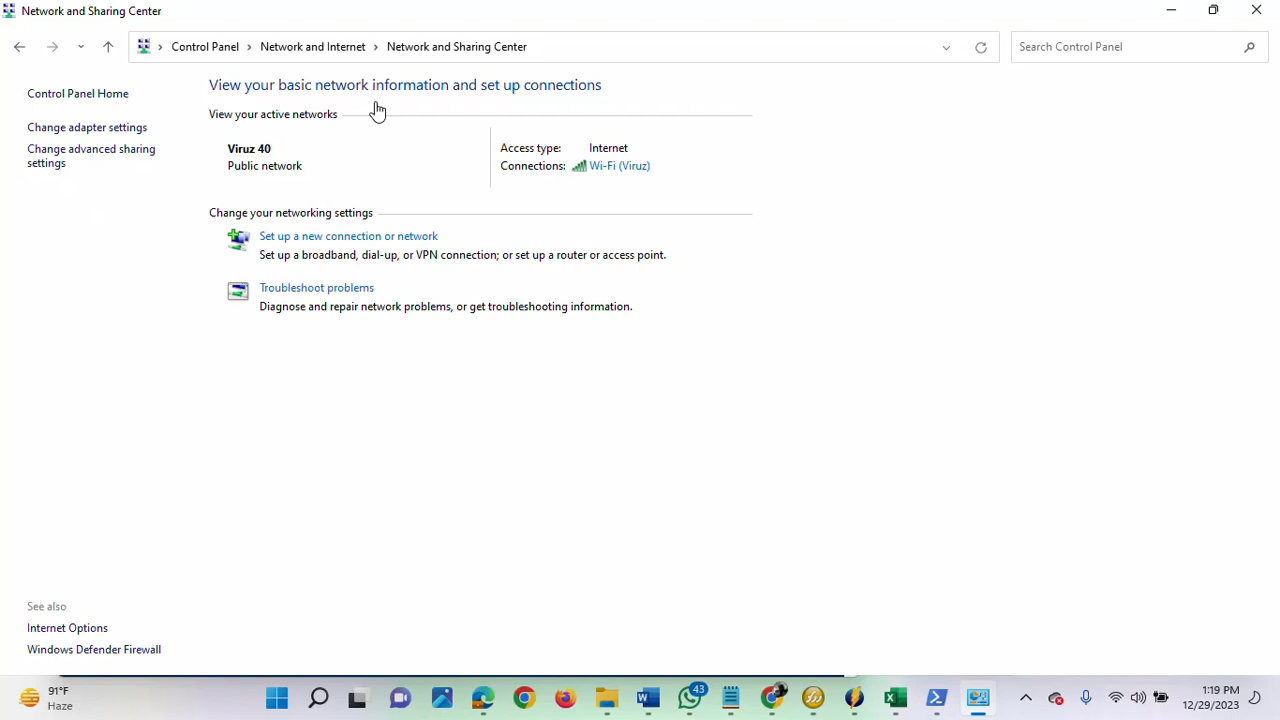 Network and Sharing Center
Control Panel > Network and Internet > Network and Sharing Center
Search Control Panel
Control Panel Home
Change adapter settings
Change advanced sharing
settings
View your basic network information and set up connections
View your active networks
Viruz 40
Public network
Access type: Internet
Connections: Wi-Fi (Viruz)
Change your networking settings
Set up a new connection or network
Set up a broadband, dial-up, or VPN connection; or set up a router or access point.
Troubleshoot problems
Diagnose and repair network problems, or get troubleshooting information.
See also
Internet Options
Windows Defender Firewall
91°F
Haze
43
1:19 PM
12/29/2023